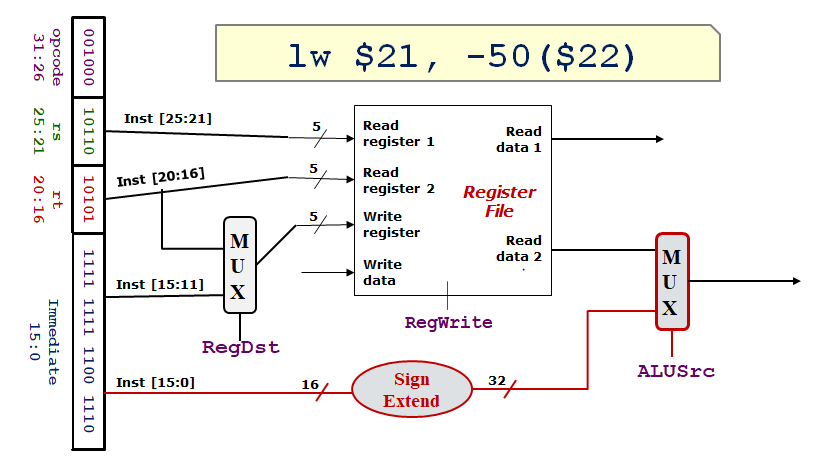 lw $21, -50($22)
opcode
31:26
001000
rs
25:21
10110
rt
20:16
10101
Immediate
15:0
1111 1111 1100 1110
Inst [25:21]
5
Read
register 1
Read
data 1
Inst [20:16]
5
Read
register 2
Register
File
5
Write
register
Read
data 2
Write
data
M
U
X
M
U
X
Inst [15:11]
RegWrite
RegDst
ALUSrc
Inst [15:0]
16
Sign
Extend
32